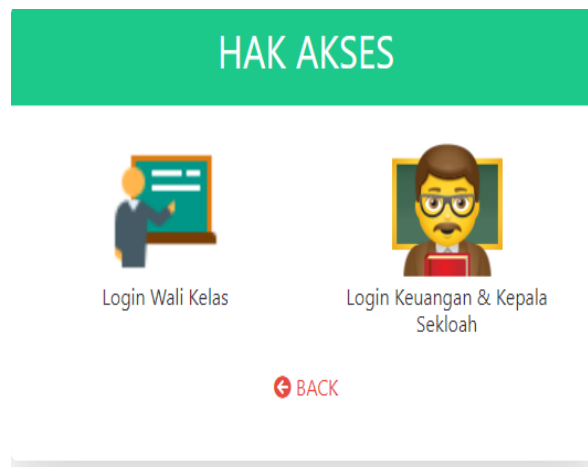 HAK AKSES
Login Wali Kelas
Login Keuangan & Kepala
Sekloah
BACK